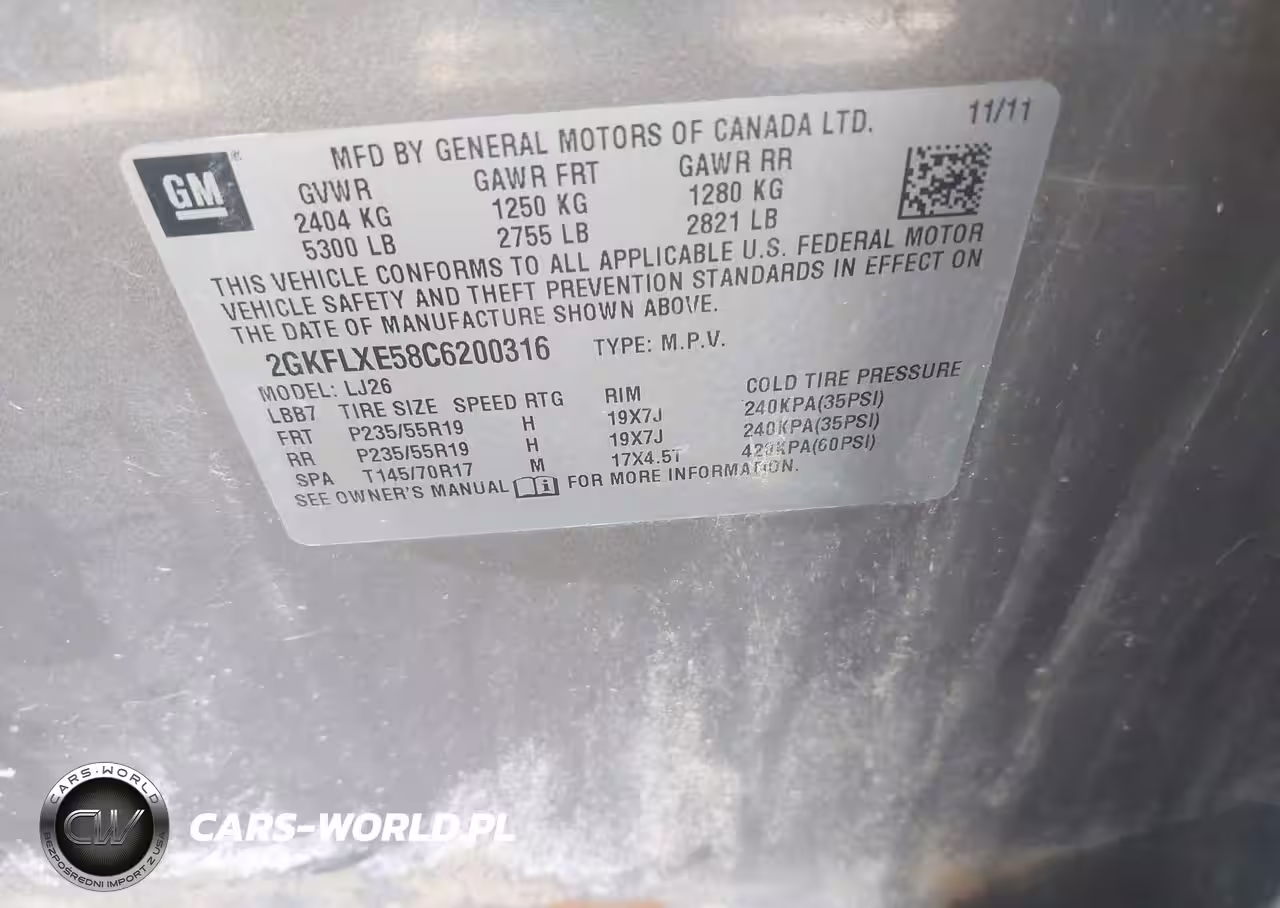 MFD BY GENERAL MOTORS OF CANADA LTD. 11/11
GM ®
GVWR GAWR FRT GAWR RR
2404 KG 1250 KG 1280 KG
5300 LB 2755 LB 2821 LB
THIS VEHICLE CONFORMS TO ALL APPLICABLE U.S. FEDERAL MOTOR
VEHICLE SAFETY AND THEFT PREVENTION STANDARDS IN EFFECT ON
THE DATE OF MANUFACTURE SHOWN ABOVE.
2GKFLXE58C6200316 TYPE: M.P.V.
MODEL: LJ26
LBB7 TIRE SIZE SPEED RTG RIM COLD TIRE PRESSURE
FRT P235/55R19 H 19X7J 240KPA(35PSI)
RR P235/55R19 H 19X7J 240KPA(35PSI)
SPA T145/70R17 M 17X4.5T 420KPA(60PSI)
SEE OWNER'S MANUAL FOR MORE INFORMATION.
CARS-WORLD
CW
BEZPOŚREDNI IMPORT Z USA
CARS-WORLD.PL